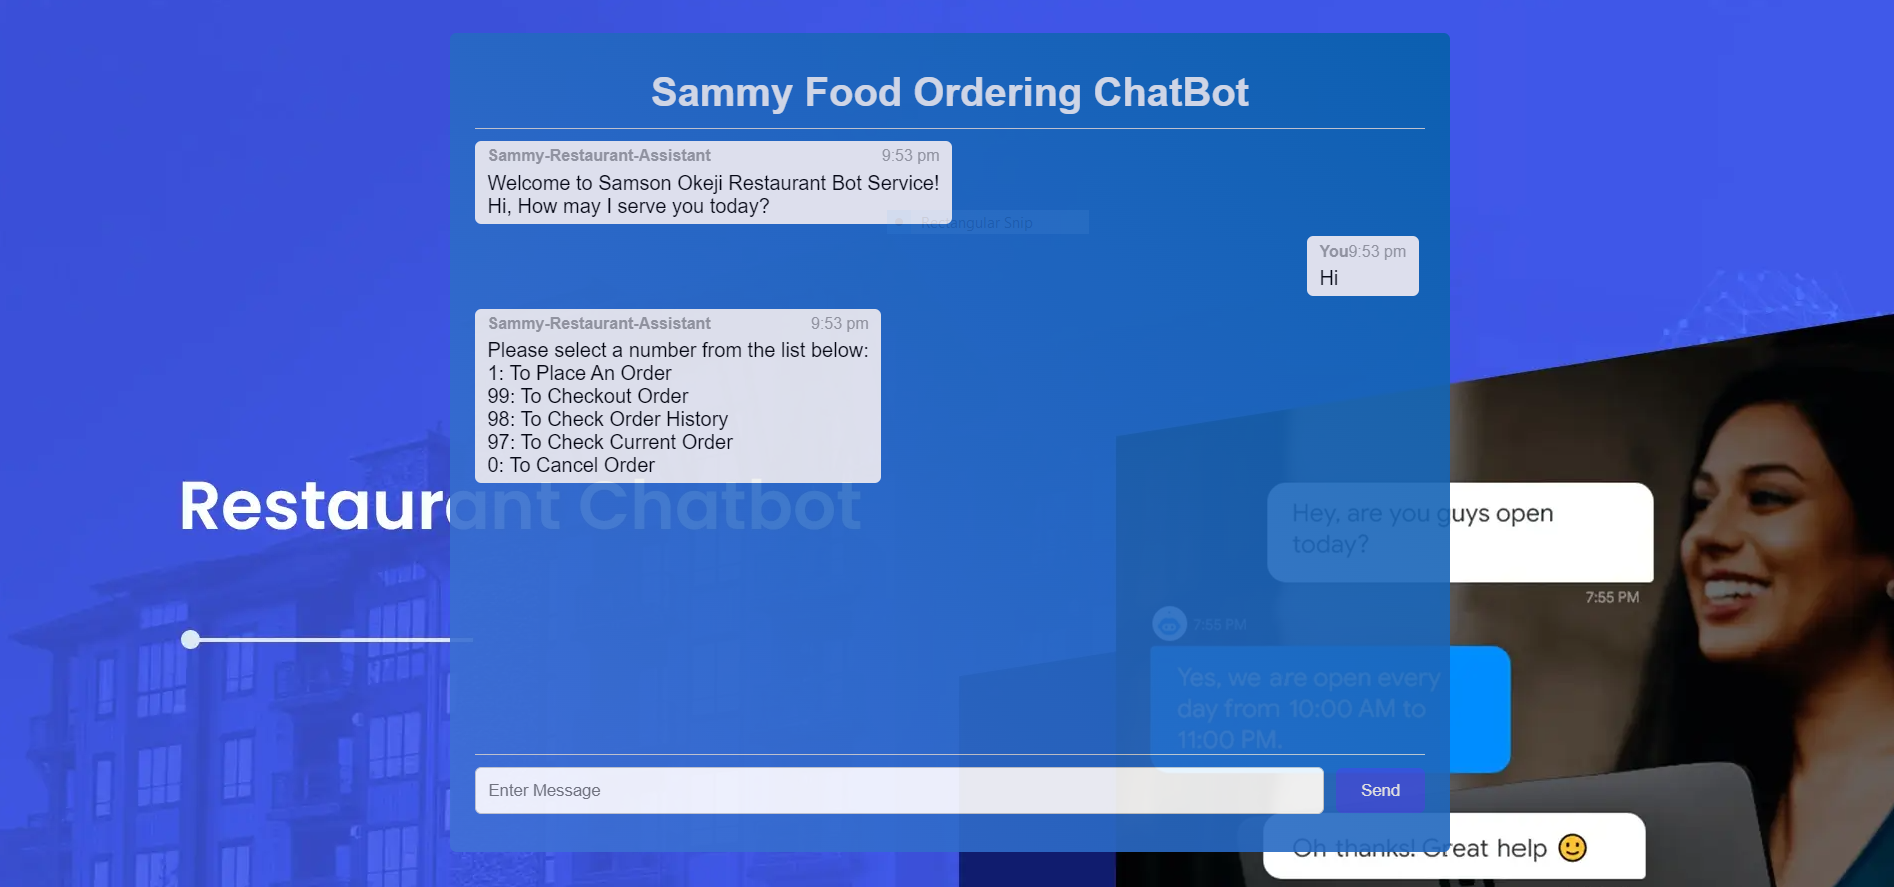 Sammy Food Ordering ChatBot
Sammy-Restaurant-Assistant 9:53 pm
Welcome to Samson Okeji Restaurant Bot Service!
Hi, How may I serve you today?
Rectangular Snip
You9:53 pm
Hi
Sammy-Restaurant-Assistant 9:53 pm
Please select a number from the list below:
1: To Place An Order
99: To Checkout Order
98: To Check Order History
97: To Check Current Order
0: To Cancel Order
Restaurant Chatbot
Hey, are you guys open
today?
7:55 PM
7:55 PM
Yes, we are open every
day from 10:00 AM to
11:00 PM.
Enter Message
Send
Oh thanks! Great help 🙂